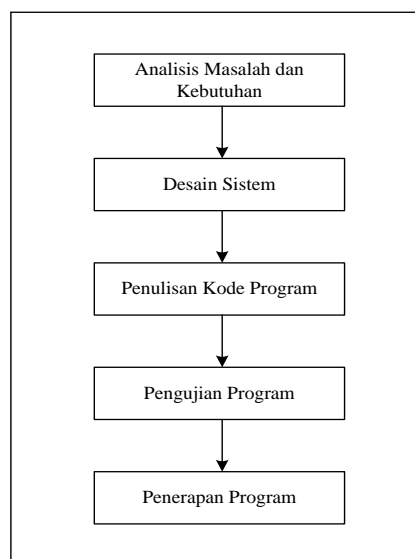 Analisis Masalah dan
Kebutuhan
Desain Sistem
Penulisan Kode Program
Pengujian Program
Penerapan Program